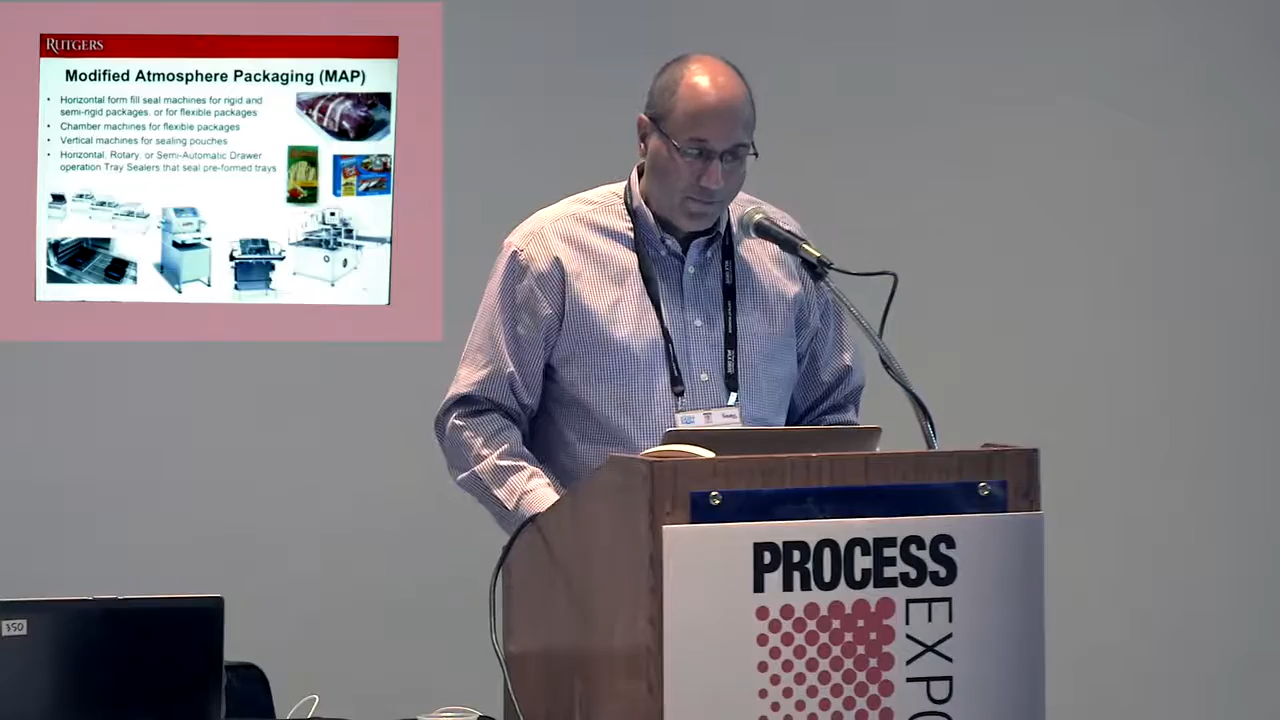 RUTGERS
Modified Atmosphere Packaging (MAP)
• Horizontal form fill seal machines for rigid and
semi-rigid packages, or for flexible packages
• Chamber machines for flexible packages
• Vertical machines for sealing pouches
• Horizontal, Rotary, or Semi-Automatic Drawer
operation Tray Sealers that seal pre-formed trays
350
PROCESS
EXPO